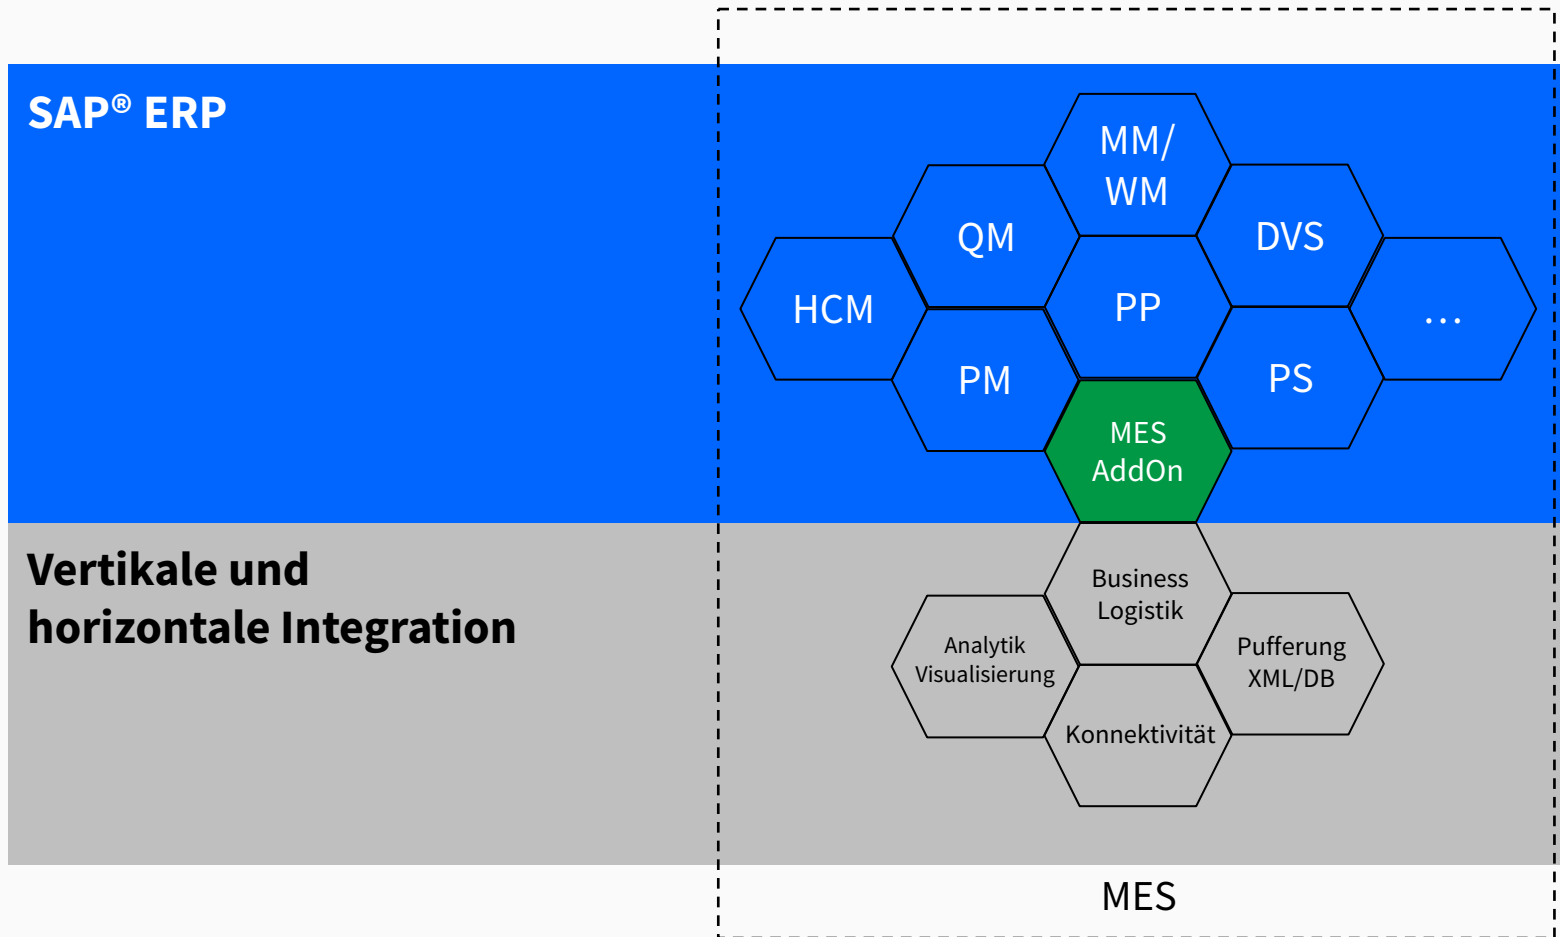 SAP® ERP
MM/
WM
QM
DVS
HCM
PP
…
PM
PS
MES
AddOn
Vertikale und
horizontale Integration
Business
Logistik
Analytik
Visualisierung
Pufferung
XML/DB
Konnektivität
MES